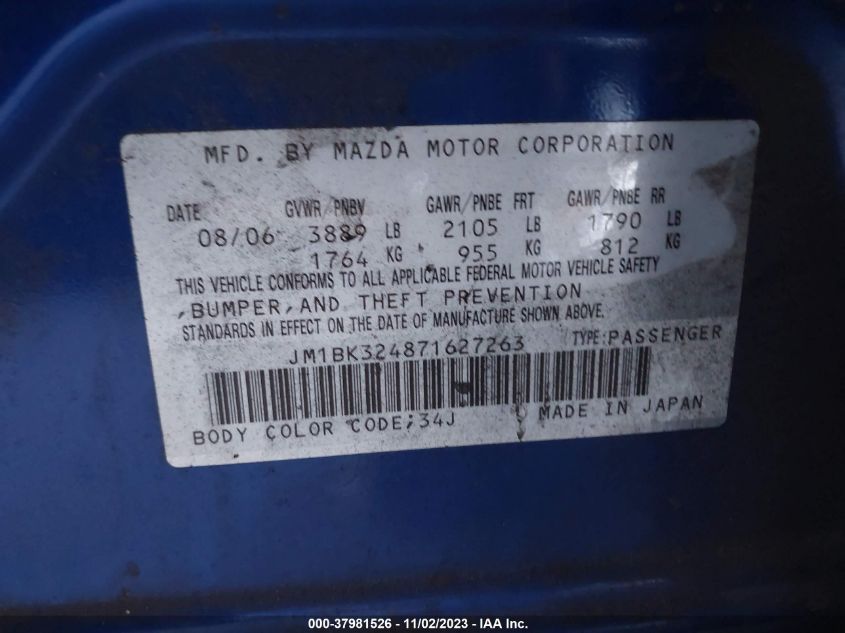 MFD. BY MAZDA MOTOR CORPORATION
DATE GVWR/PNBV GAWR/PNBE FRT GAWR/PNBE RR
08/06 3889 LB 2105 LB 1790 LB
1764 KG 955 KG 812 KG
THIS VEHICLE CONFORMS TO ALL APPLICABLE FEDERAL MOTOR VEHICLE SAFETY
,BUMPER,AND THEFT PREVENTION
STANDARDS IN EFFECT ON THE DATE OF MANUFACTURE SHOWN ABOVE.
JM1BK324871627263 TYPE:PASSENGER
BODY COLOR CODE;34J MADE IN JAPAN
000-37981526 - 11/02/2023 - IAA Inc.